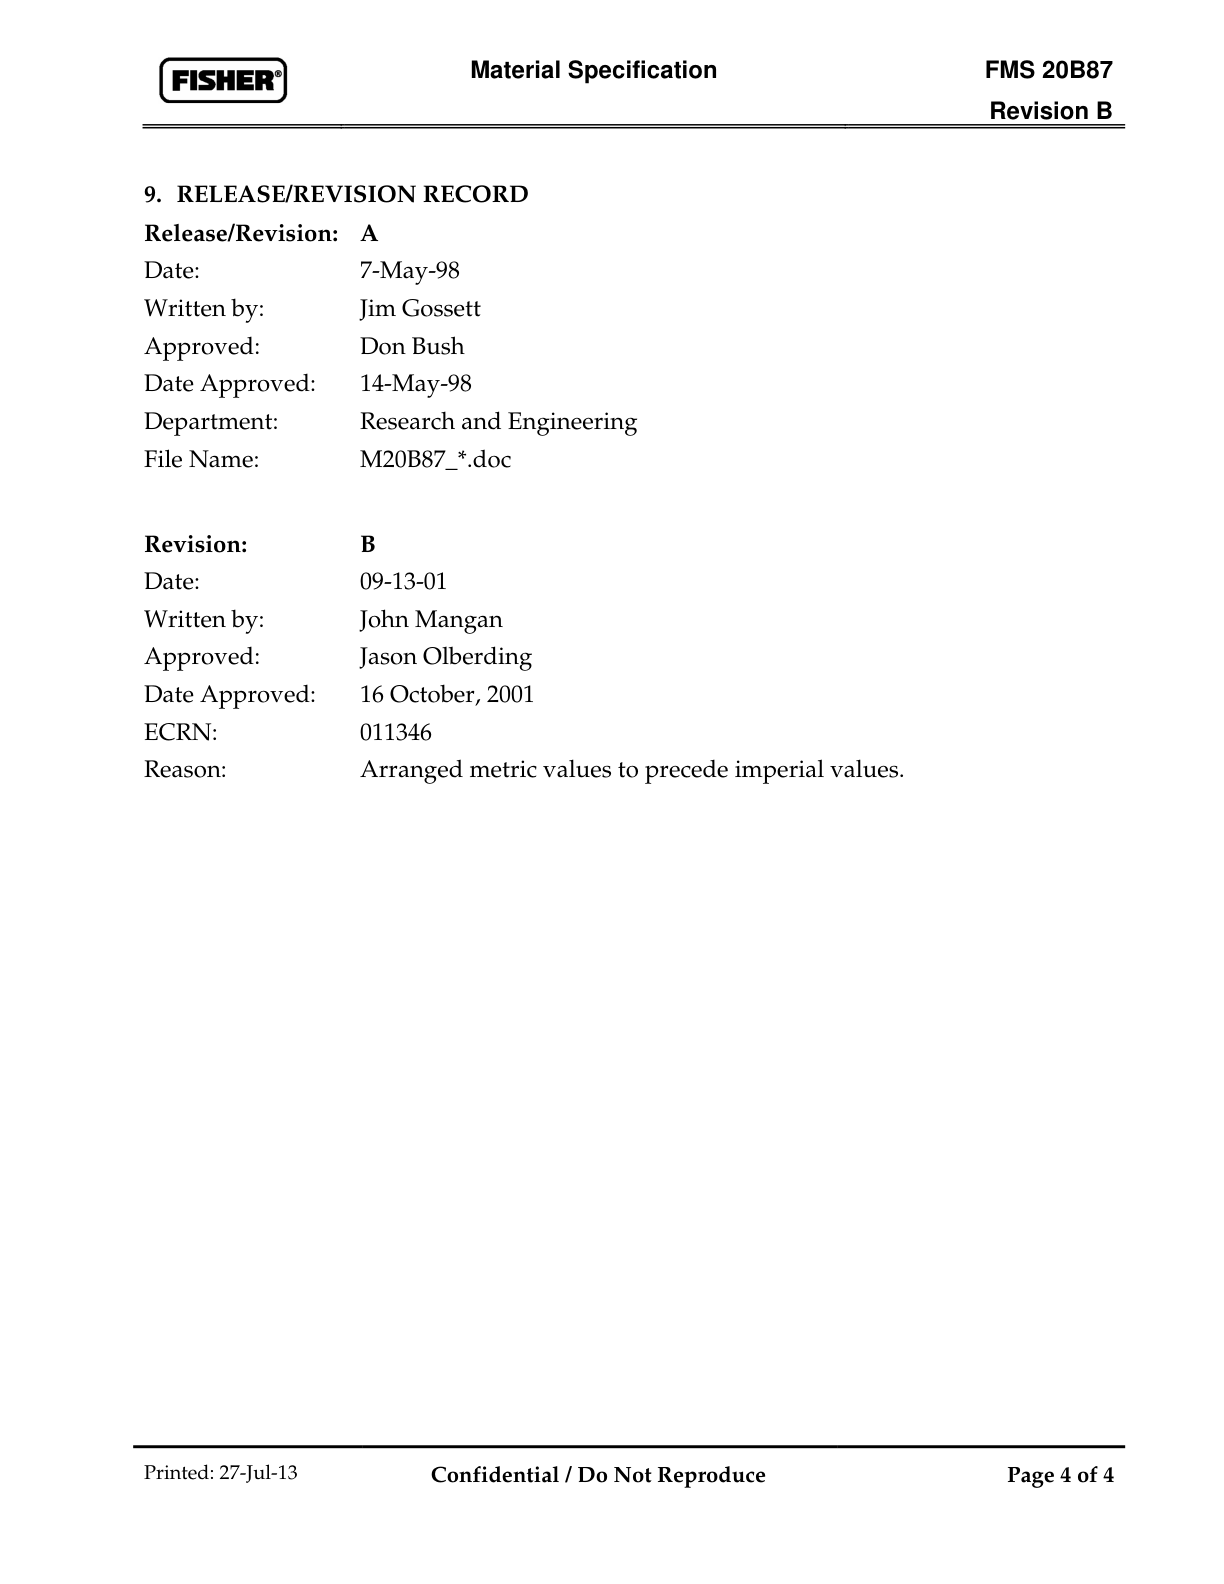 FISHER®
Material Specification
FMS 20B87
Revision B
9. RELEASE/REVISION RECORD
Release/Revision: A
Date: 7-May-98
Written by: Jim Gossett
Approved: Don Bush
Date Approved: 14-May-98
Department: Research and Engineering
File Name: M20B87_*.doc
Revision: B
Date: 09-13-01
Written by: John Mangan
Approved: Jason Olberding
Date Approved: 16 October, 2001
ECRN: 011346
Reason: Arranged metric values to precede imperial values.
Printed: 27-Jul-13
Confidential / Do Not Reproduce
Page 4 of 4